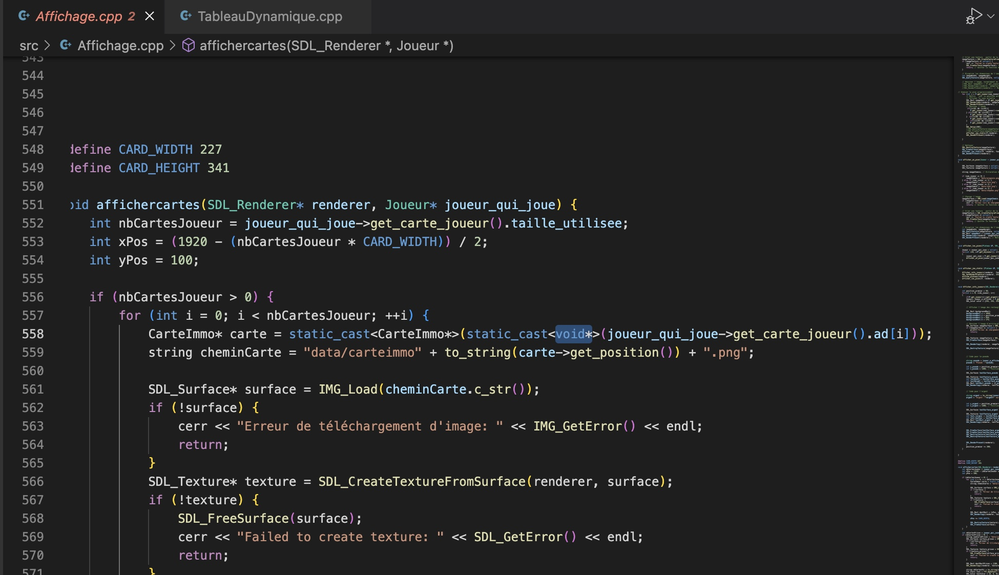 Affichage.cpp 2
TableauDynamique.cpp
src > Affichage.cpp > affichercartes(SDL_Renderer *, Joueur *)
543
544
545
546
547
548 define CARD_WIDTH 227
549 define CARD_HEIGHT 341
550
551 oid affichercartes(SDL_Renderer* renderer, Joueur* joueur_qui_joue) {
552 int nbCartesJoueur = joueur_qui_joue->get_carte_joueur().taille_utilisee;
553 int xPos = (1920 - (nbCartesJoueur * CARD_WIDTH)) / 2;
554 int yPos = 100;
555
556 if (nbCartesJoueur > 0) {
557 for (int i = 0; i < nbCartesJoueur; ++i) {
558 CarteImmo* carte = static_cast<CarteImmo*>(static_cast<void*>(joueur_qui_joue->get_carte_joueur().ad[i]));
559 string cheminCarte = "data/carteimmo" + to_string(carte->get_position()) + ".png";
560
561 SDL_Surface* surface = IMG_Load(cheminCarte.c_str());
562 if (!surface) {
563 cerr << "Erreur de téléchargement d'image: " << IMG_GetError() << endl;
564 return;
565 }
566 SDL_Texture* texture = SDL_CreateTextureFromSurface(renderer, surface);
567 if (!texture) {
568 SDL_FreeSurface(surface);
569 cerr << "Failed to create texture: " << SDL_GetError() << endl;
570 return;
571 }